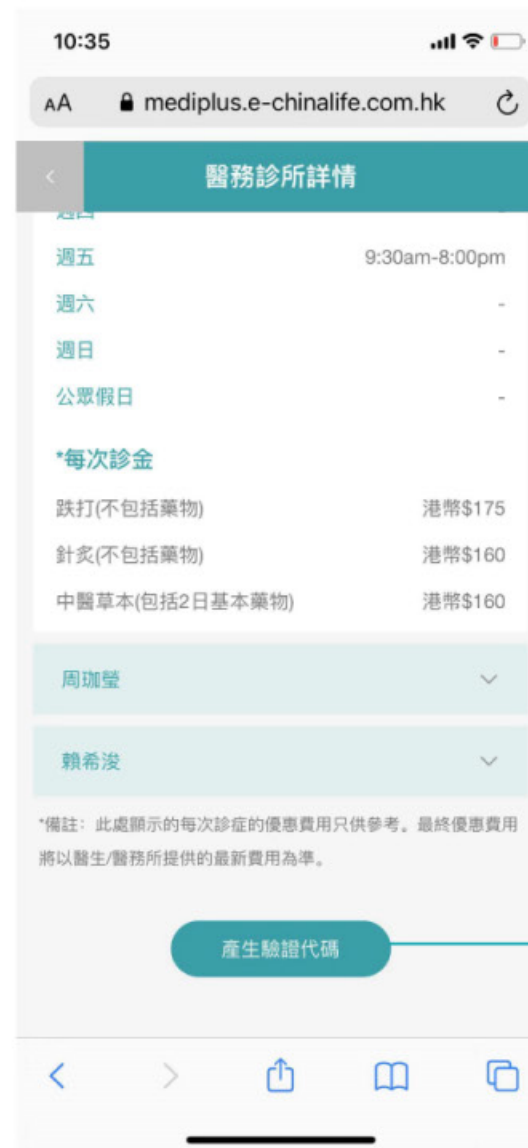 10:35
AA mediplus.e-chinalife.com.hk
醫務診所詳情
週四 -
週五 9:30am-8:00pm
週六 -
週日 -
公眾假日 -
*每次診金
跌打(不包括藥物) 港幣$175
針炙(不包括藥物) 港幣$160
中醫草本(包括2日基本藥物) 港幣$160
周珈瑩
賴希浚
*備註：此處顯示的每次診症的優惠費用只供參考。最終優惠費用
將以醫生/醫務所提供的最新費用為準。
產生驗證代碼